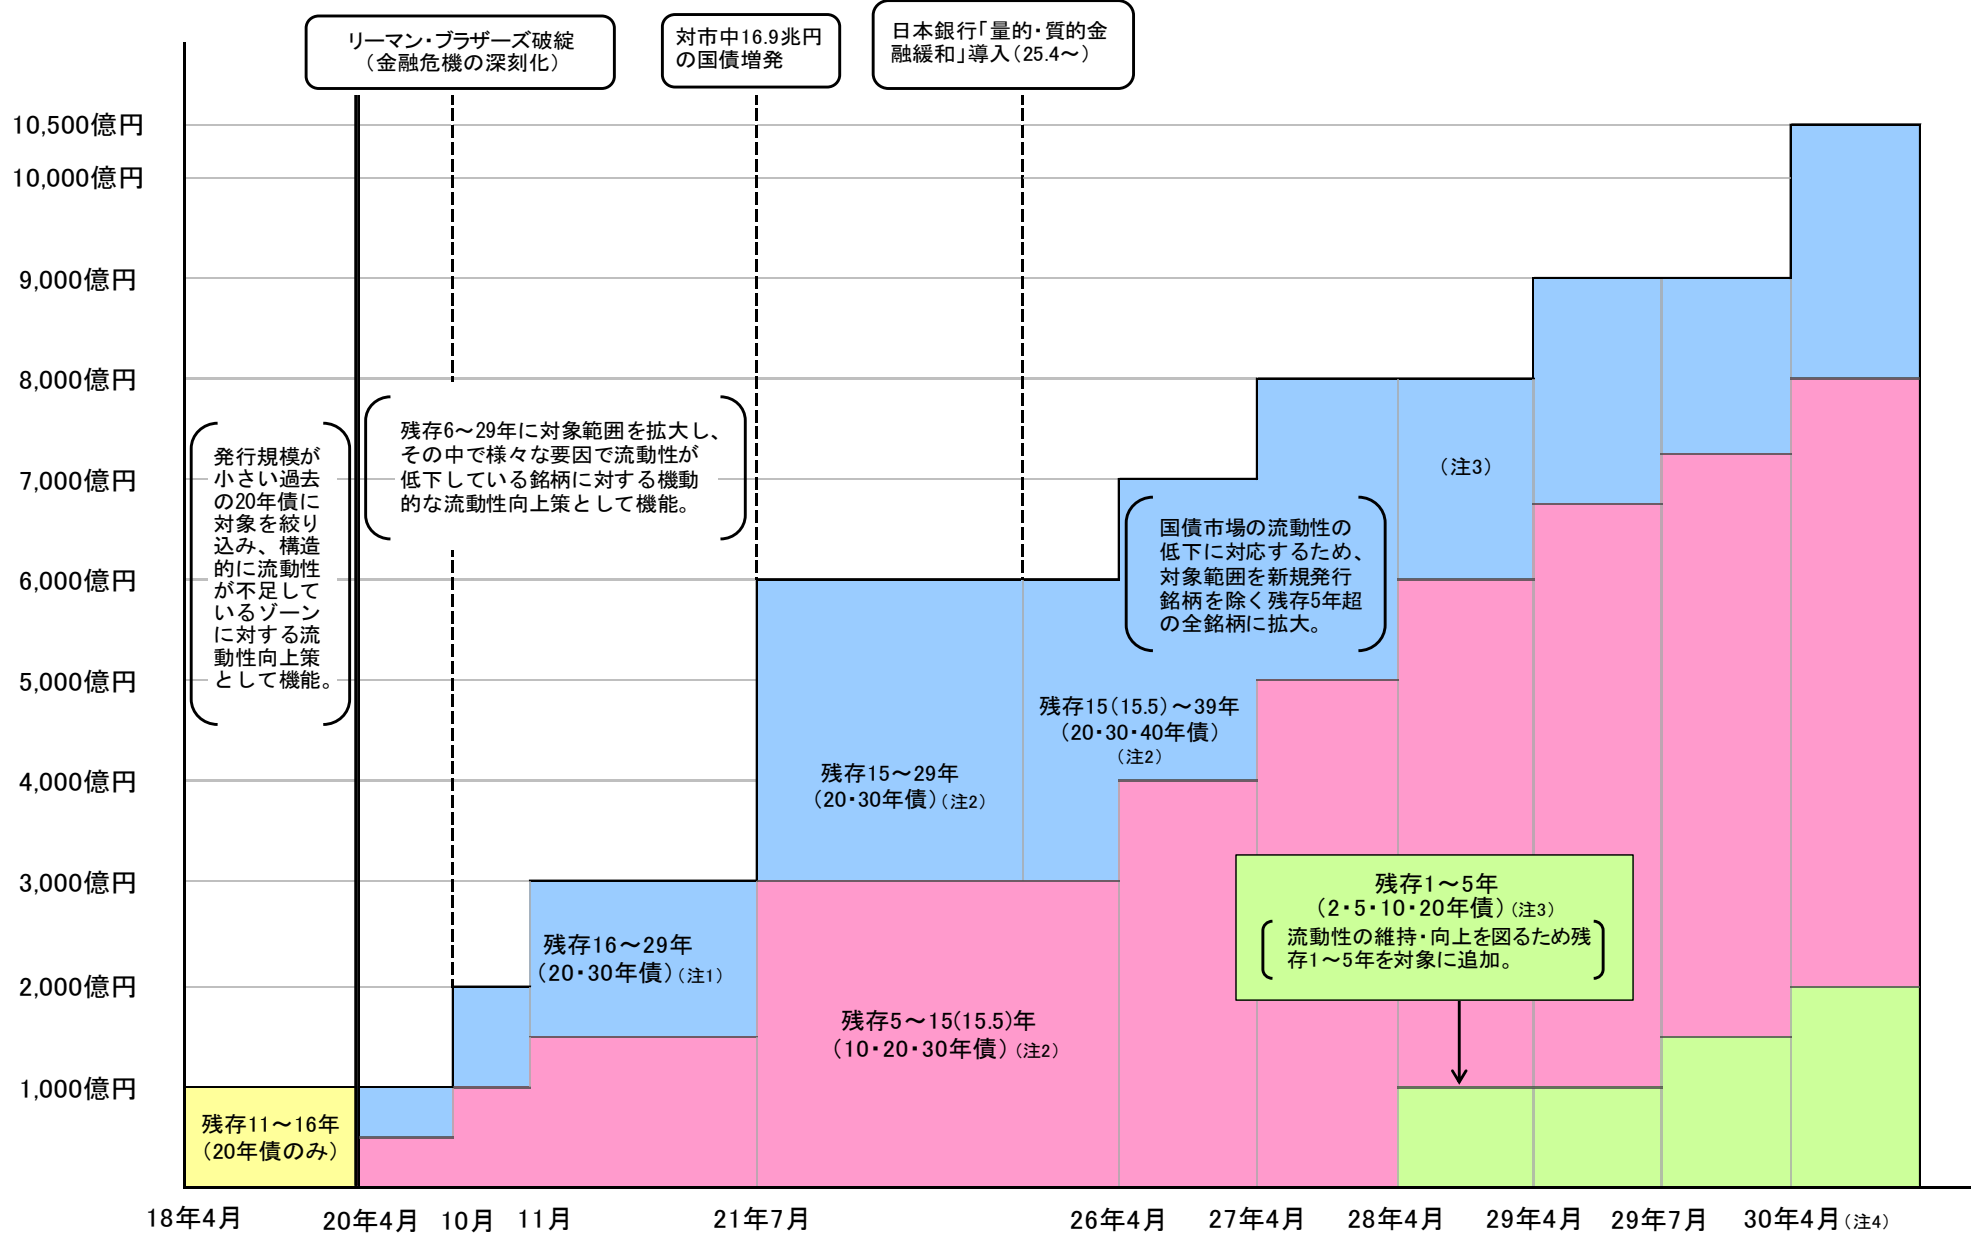 リーマン・ブラザーズ破綻
（金融危機の深刻化）
対市中16.9兆円
の国債増発
日本銀行「量的・質的金
融緩和」導入（25.4～）
10,500億円
10,000億円
9,000億円
8,000億円
7,000億円
6,000億円
5,000億円
4,000億円
3,000億円
2,000億円
1,000億円
発行規模が
小さい過去
の20年債に
対象を絞り
込み、構造
的に流動性
が不足して
いるゾーン
に対する流
動性向上策
として機能。
残存6～29年に対象範囲を拡大し、
その中で様々な要因で流動性が
低下している銘柄に対する機動
的な流動性向上策として機能。
（注3）
国債市場の流動性の
低下に対応するため、
対象範囲を新規発行
銘柄を除く残存5年超
の全銘柄に拡大。
残存15（15.5）～39年
（20・30・40年債）
（注2）
残存15～29年
（20・30年債）（注2）
残存16～29年
（20・30年債）（注1）
残存5～15(15.5)年
（10・20・30年債）（注2）
残存1～5年
（2・5・10・20年債）（注3）
流動性の維持・向上を図るため残
存1～5年を対象に追加。
残存11～16年
（20年債のみ）
18年4月
20年4月
10月
11月
21年7月
26年4月
27年4月
28年4月
29年4月
29年7月
30年4月（注4）